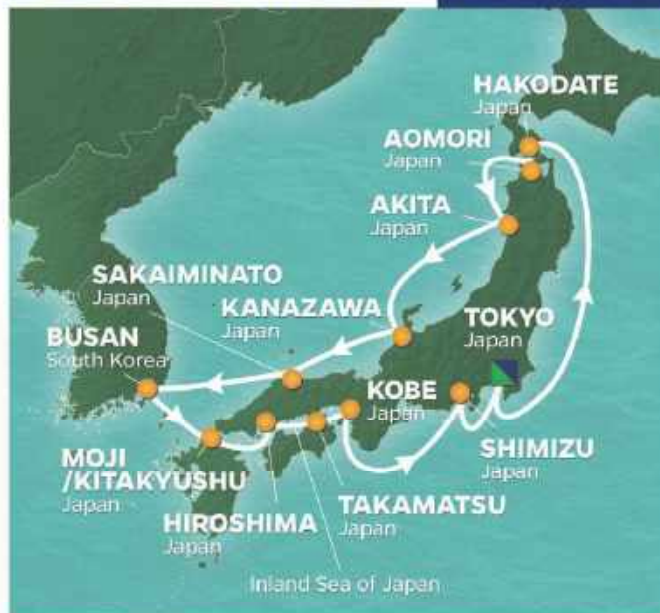 HAKODATE
Japan
AOMORI
Japan
AKITA
Japan
SAKAIMINATO
Japan
KANAZAWA
Japan
TOKYO
Japan
BUSAN
South Korea
KOBE
Japan
SHIMIZU
Japan
MOJI
/KITAKYUSHU
Japan
TAKAMATSU
Japan
HIROSHIMA
Japan
Inland Sea of Japan